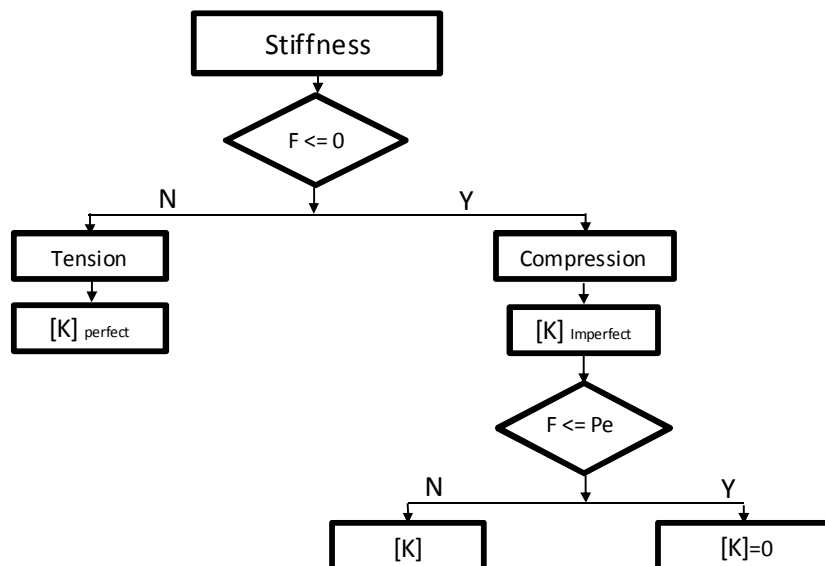 Stiffness
F <= 0
N
Y
Tension
Compression
[K] perfect
[K] Imperfect
F <= Pe
N
Y
[K]
[K]=0